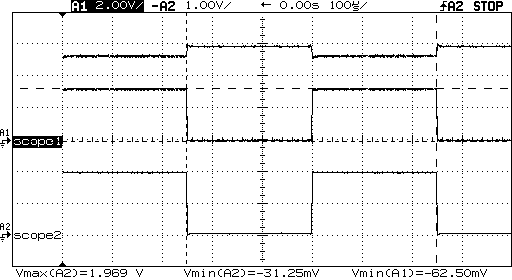 A1 2.00V/ -A2 1.00V/ ← 0.00s 100µs/ ƒA2 STOP
A1
scope1
A2
scope2
Vmax(A2)=1.969 V Vmin(A2)=-31.25mV Vmin(A1)=-62.50mV